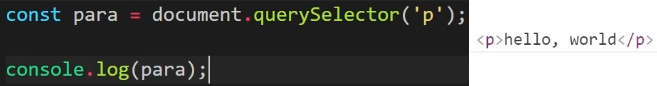 const para = document.querySelector('p');
console.log(para);
<p>hello, world</p>